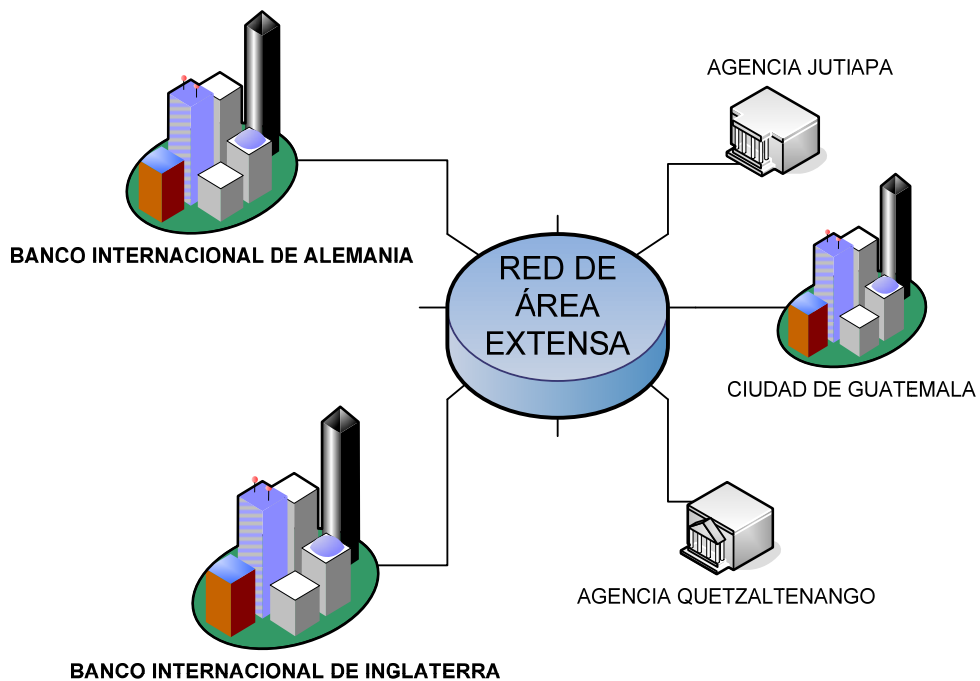 AGENCIA JUTIAPA
BANCO INTERNACIONAL DE ALEMANIA
RED DE
ÁREA
EXTENSA
CIUDAD DE GUATEMALA
AGENCIA QUETZALTENANGO
BANCO INTERNACIONAL DE INGLATERRA